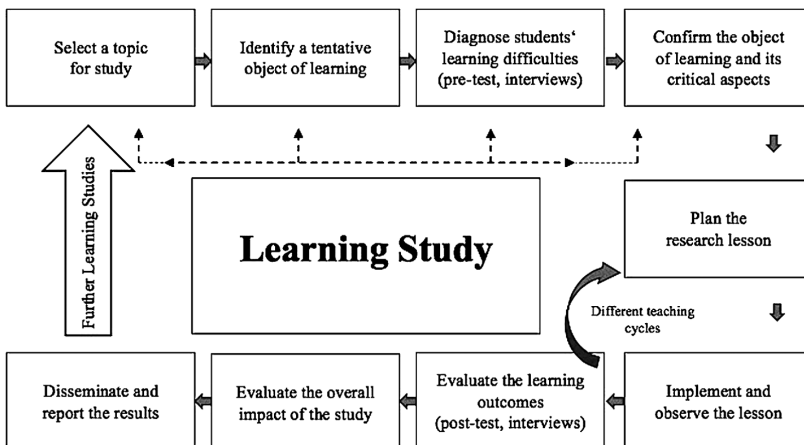 Select a topic
for study
Identify a tentative
object of learning
Diagnose students‘
learning difficulties
(pre-test, interviews)
Confirm the object
of learning and its
critical aspects
Further Learning Studies
Learning Study
Plan the
research lesson
Different teaching
cycles
Disseminate and
report the results
Evaluate the overall
impact of the study
Evaluate the learning
outcomes
(post-test, interviews)
Implement and
observe the lesson